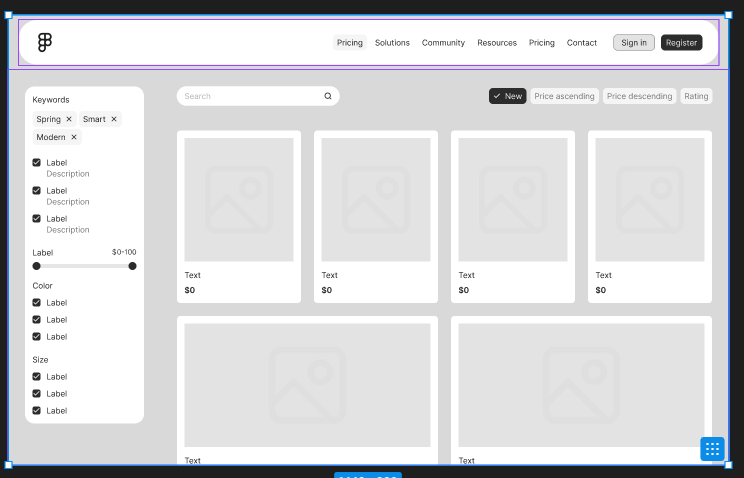 Pricing Solutions Community Resources Pricing Contact Sign in Register
Keywords
Spring Smart
Modern
Label
Description
Label
Description
Label
Description
Label $0-100
Color
Label
Label
Label
Size
Label
Label
Label
Search
New Price ascending Price descending Rating
Text
$0
Text
$0
Text
$0
Text
$0
Text
Text